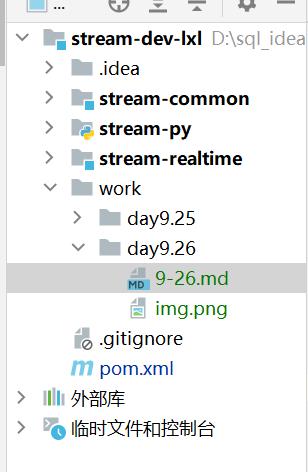 ...
stream-dev-lxl D:\sql_idea
.idea
stream-common
stream-py
stream-realtime
work
day9.25
day9.26
MD 9-26.md
img.png
.gitignore
m pom.xml
外部库
临时文件和控制台